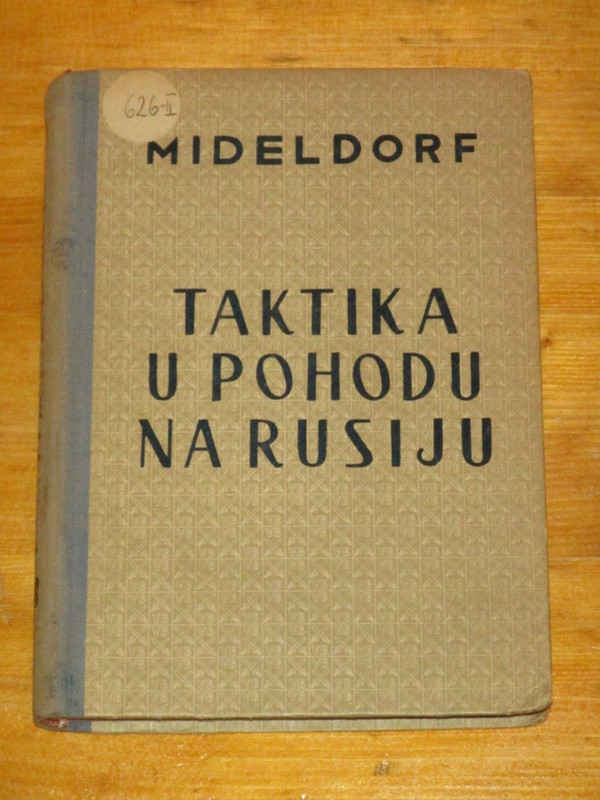 626-II
MIDELDORF
TAKTIKA
U POHODU
NA RUSIJU